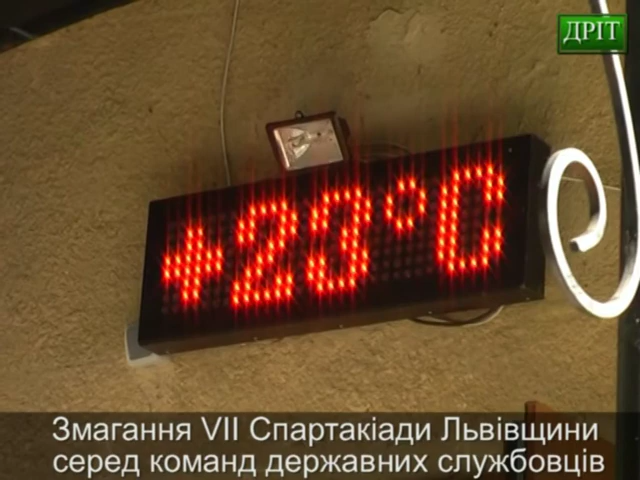 ДРІТ
+23°C
Змагання VII Спартакіади Львівщини
серед команд державних службовців